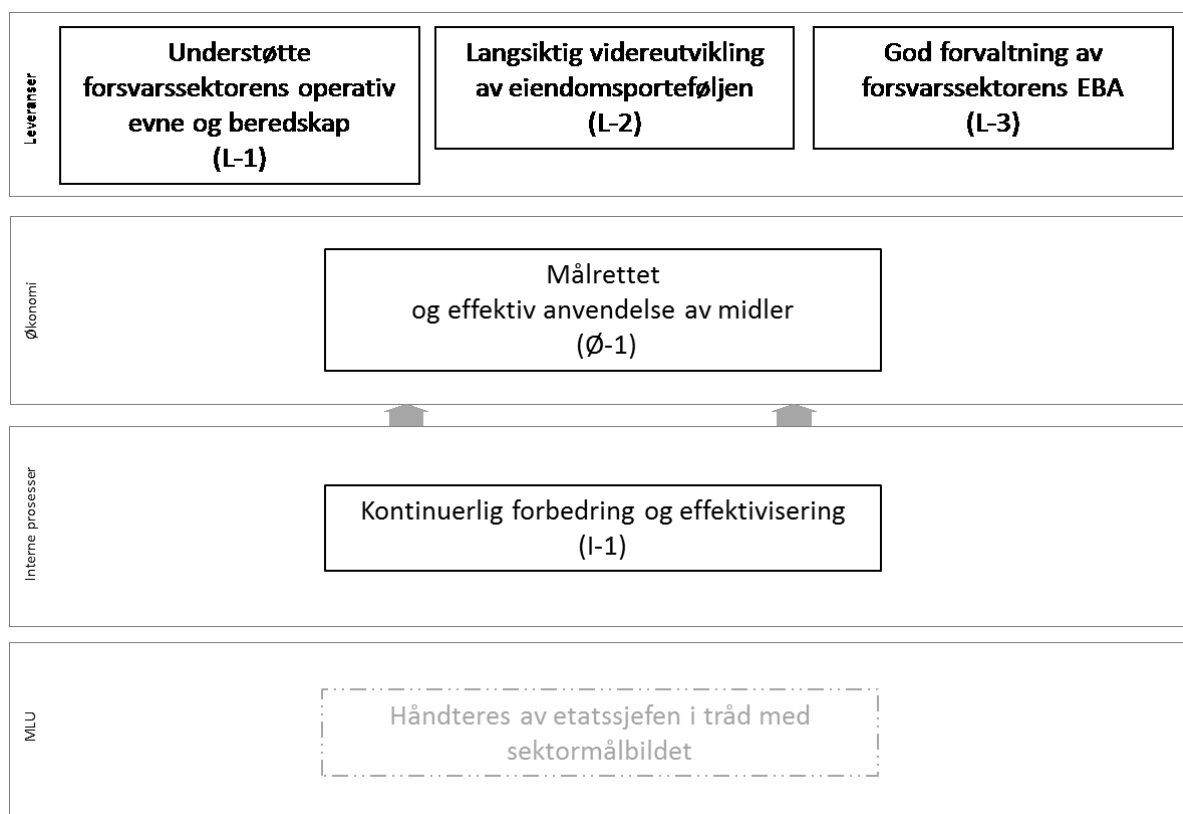 Leveranser
Understøtte
forsvarssektorens operativ
evne og beredskap
(L-1)
Langsiktig videreutvikling
av eiendomsporteføljen
(L-2)
God forvaltning av
forsvarssektorens EBA
(L-3)
Økonomi
Målrettet
og effektiv anvendelse av midler
(Ø-1)
Interne prosesser
Kontinuerlig forbedring og effektivisering
(I-1)
MLU
Håndteres av etatssjefen i tråd med
sektormålbildet